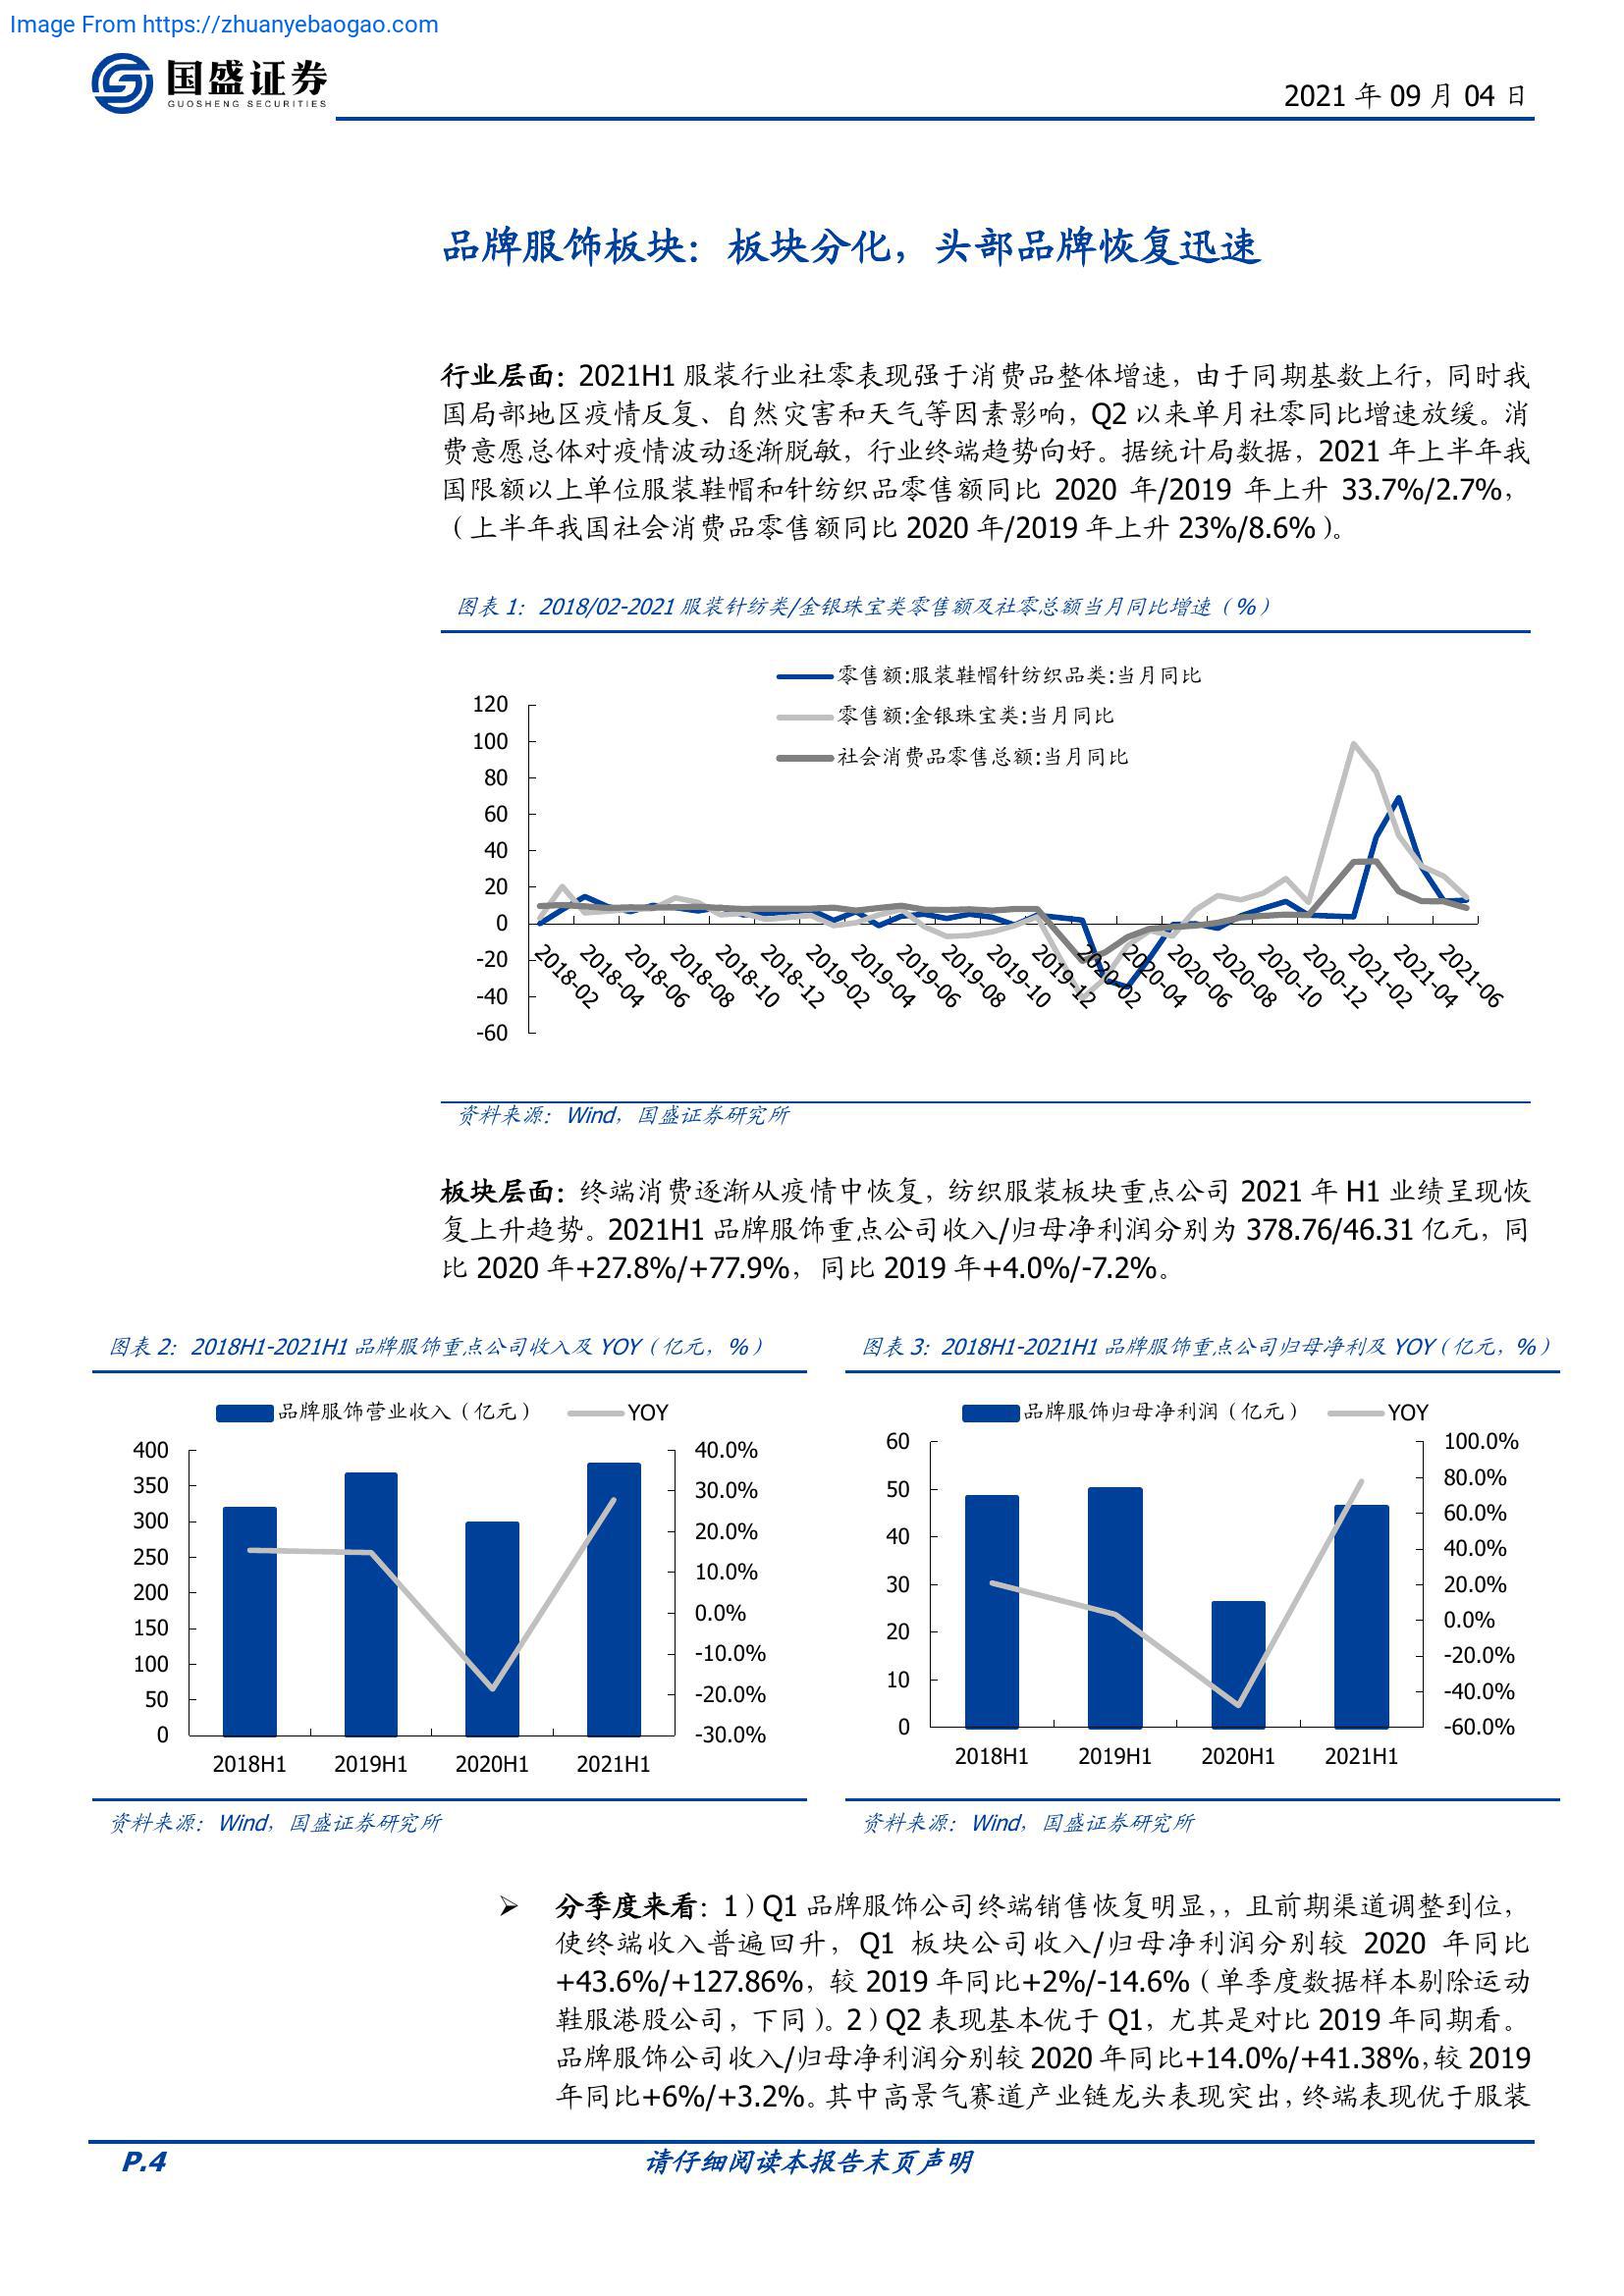 Image From https://zhuanyebaogao.com
国盛证券
GUOSHENG SECURITIES
2021 年 09 月 04 日
品牌服饰板块：板块分化，头部品牌恢复迅速
行业层面：2021H1 服装行业社零表现强于消费品整体增速，由于同期基数上行，同时我
国局部地区疫情反复、自然灾害和天气等因素影响，Q2 以来单月社零同比增速放缓。消
费意愿总体对疫情波动逐渐脱敏，行业终端趋势向好。据统计局数据，2021 年上半年我
国限额以上单位服装鞋帽和针纺织品零售额同比 2020 年/2019 年上升 33.7%/2.7%，
（上半年我国社会消费品零售额同比 2020 年/2019 年上升 23%/8.6%）。
图表 1：2018/02-2021 服装针纺类/金银珠宝类零售额及社零总额当月同比增速（%）
零售额:服装鞋帽针纺织品类:当月同比
零售额:金银珠宝类:当月同比
社会消费品零售总额:当月同比
120
100
80
60
40
20
0
-20
-40
-60
2018-02
2018-04
2018-06
2018-08
2018-10
2018-12
2019-02
2019-04
2019-06
2019-08
2019-10
2019-12
2020-02
2020-04
2020-06
2020-08
2020-10
2020-12
2021-02
2021-04
2021-06
资料来源：Wind，国盛证券研究所
板块层面：终端消费逐渐从疫情中恢复，纺织服装板块重点公司 2021 年 H1 业绩呈现恢
复上升趋势。2021H1 品牌服饰重点公司收入/归母净利润分别为 378.76/46.31 亿元，同
比 2020 年+27.8%/+77.9%，同比 2019 年+4.0%/-7.2%。
图表 2：2018H1-2021H1 品牌服饰重点公司收入及 YOY（亿元，%）
品牌服饰营业收入（亿元）
YOY
400
350
300
250
200
150
100
50
0
40.0%
30.0%
20.0%
10.0%
0.0%
-10.0%
-20.0%
-30.0%
2018H1
2019H1
2020H1
2021H1
资料来源：Wind，国盛证券研究所
图表 3：2018H1-2021H1 品牌服饰重点公司归母净利及 YOY（亿元，%）
品牌服饰归母净利润（亿元）
YOY
60
50
40
30
20
10
0
100.0%
80.0%
60.0%
40.0%
20.0%
0.0%
-20.0%
-40.0%
-60.0%
2018H1
2019H1
2020H1
2021H1
资料来源：Wind，国盛证券研究所
➢ 分季度来看：1）Q1 品牌服饰公司终端销售恢复明显，，且前期渠道调整到位，
使终端收入普遍回升，Q1 板块公司收入/归母净利润分别较 2020 年同比
+43.6%/+127.86%，较 2019 年同比+2%/-14.6%（单季度数据样本剔除运动
鞋服港股公司，下同）。2）Q2 表现基本优于 Q1，尤其是对比 2019 年同期看。
品牌服饰公司收入/归母净利润分别较 2020 年同比+14.0%/+41.38%，较 2019
年同比+6%/+3.2%。其中高景气赛道产业链龙头表现突出，终端表现优于服装
P.4
请仔细阅读本报告末页声明